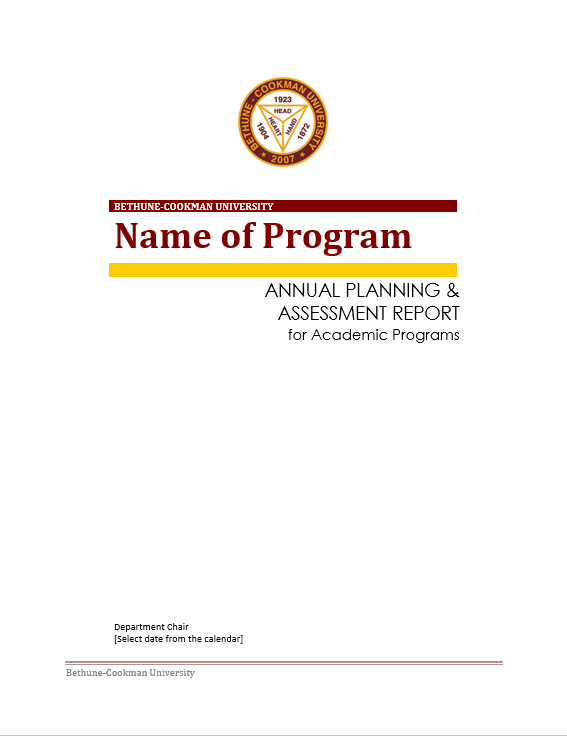 BETHUNE - COOKMAN UNIVERSITY
1923
HEAD
HEART
HAND
1904
1872
★ 2007 ★
BETHUNE-COOKMAN UNIVERSITY
Name of Program
ANNUAL PLANNING &
ASSESSMENT REPORT
for Academic Programs
Department Chair
[Select date from the calendar]
Bethune-Cookman University